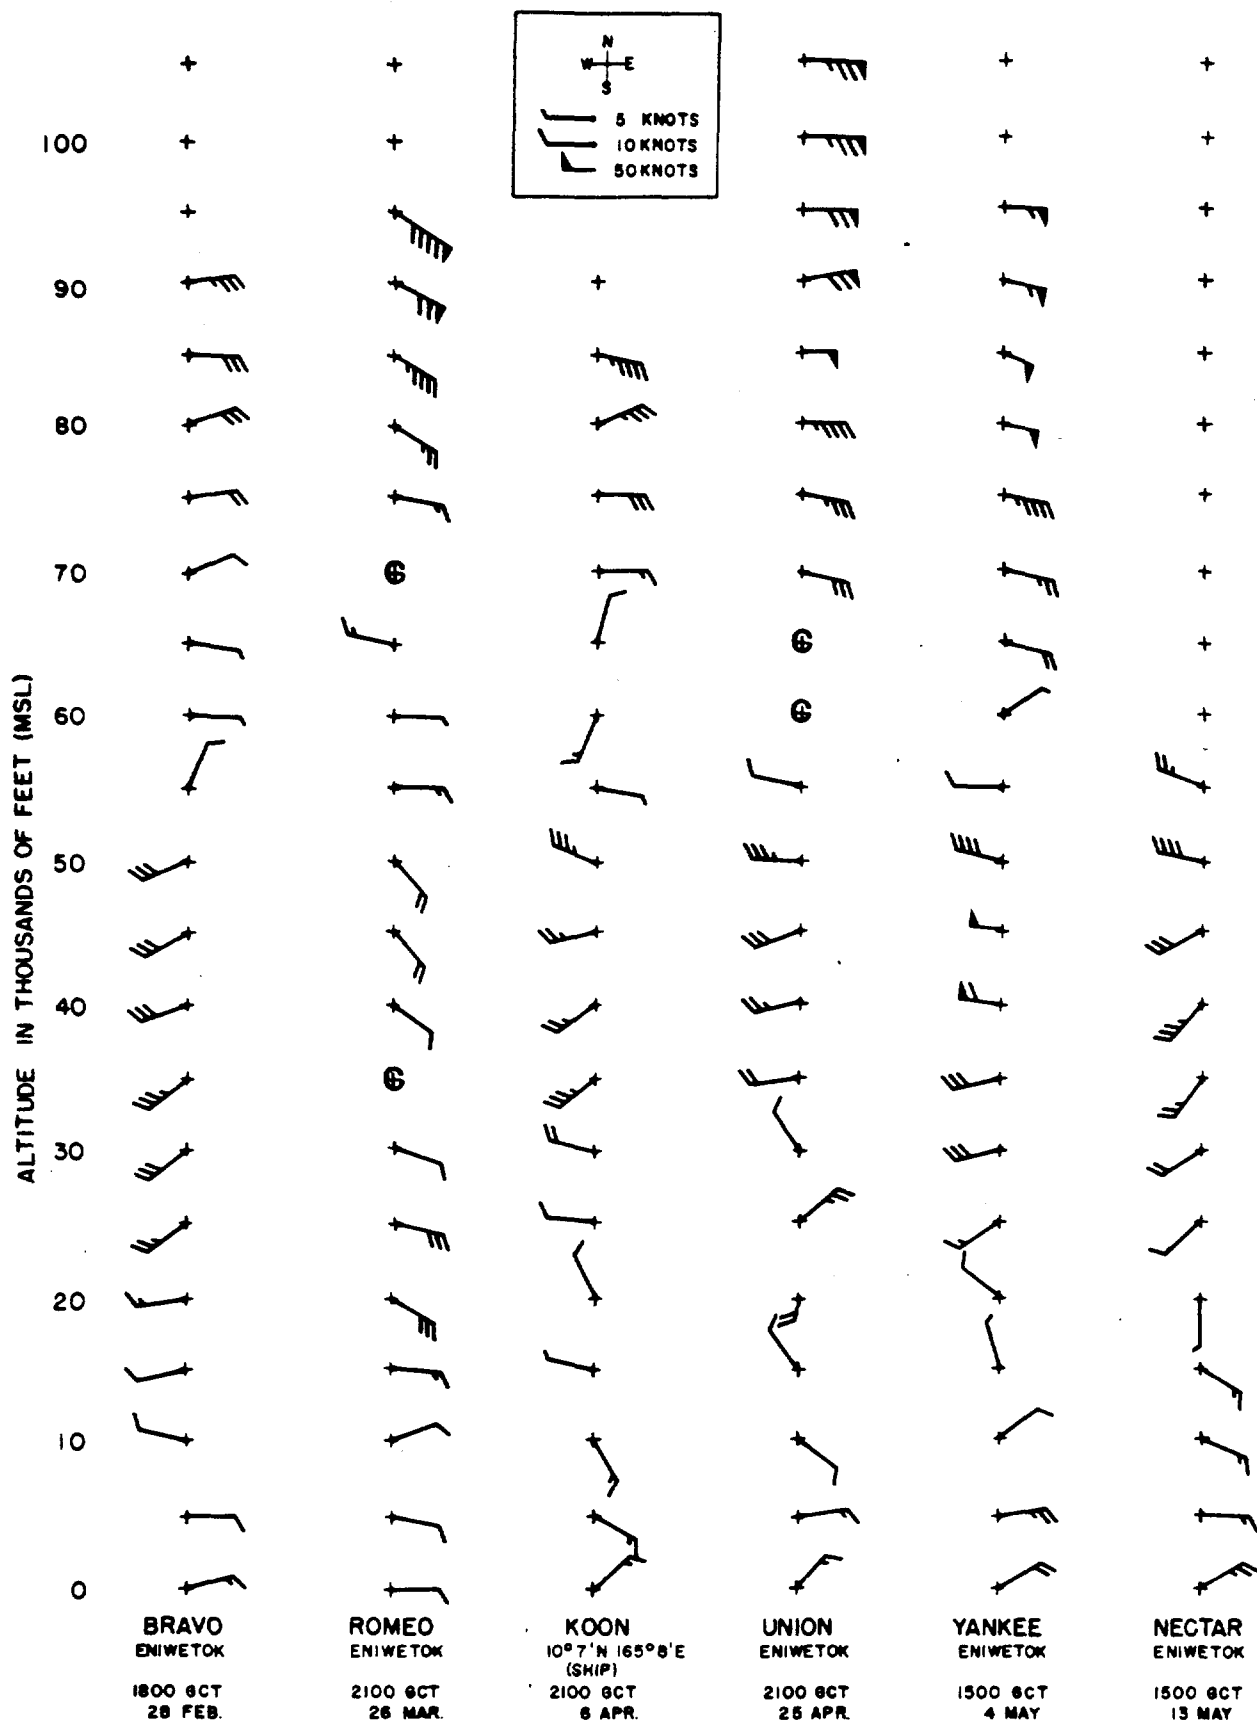 N
W E
S
5 KNOTS
10 KNOTS
50 KNOTS
ALTITUDE IN THOUSANDS OF FEET (MSL)
100
90
80
70
60
50
40
30
20
10
0
BRAVO
ENIWETOK
1800 GCT
28 FEB.
ROMEO
ENIWETOK
2100 GCT
26 MAR.
KOON
10°7'N 165°8'E
(SHIP)
2100 GCT
6 APR.
UNION
ENIWETOK
2100 GCT
25 APR.
YANKEE
ENIWETOK
1500 GCT
4 MAY
NECTAR
ENIWETOK
1500 GCT
13 MAY